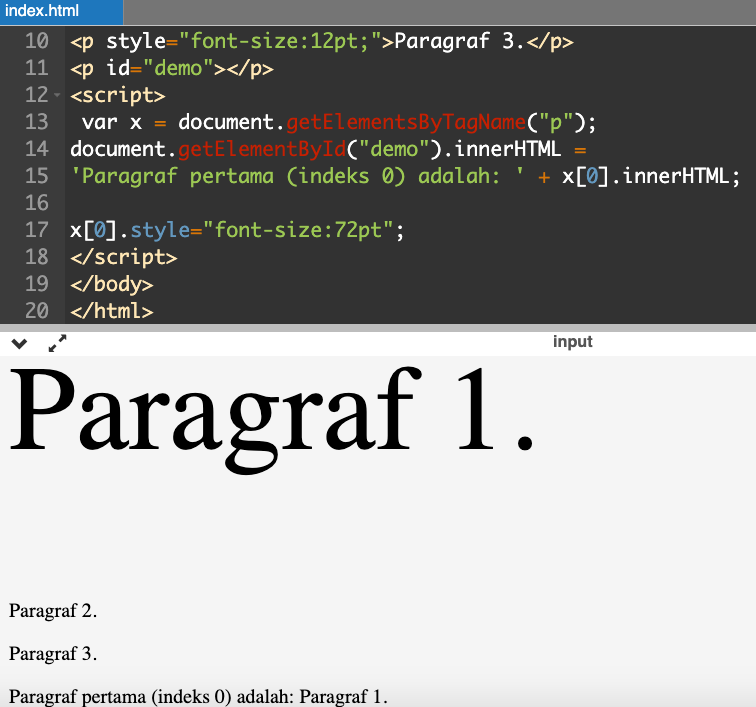 index.html
10 <p style="font-size:12pt;">Paragraf 3.</p>
11 <p id="demo"></p>
12 <script>
13 var x = document.getElementsByTagName("p");
14 document.getElementById("demo").innerHTML =
15 'Paragraf pertama (indeks 0) adalah: ' + x[0].innerHTML;
16
17 x[0].style="font-size:72pt";
18 </script>
19 </body>
20 </html>
input
Paragraf 1.
Paragraf 2.
Paragraf 3.
Paragraf pertama (indeks 0) adalah: Paragraf 1.